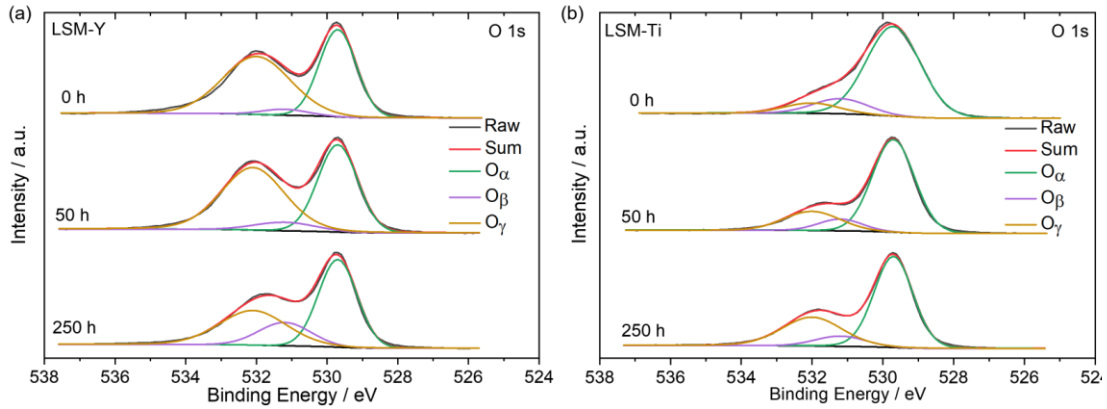 (a)
LSM-Y
O 1s
0 h
Raw
Sum
Oα
Oβ
Oγ
50 h
250 h
Intensity / a.u.
538 536 534 532 530 528 526 524
Binding Energy / eV
(b)
LSM-Ti
O 1s
0 h
Raw
Sum
Oα
Oβ
Oγ
50 h
250 h
Intensity / a.u.
538 536 534 532 530 528 526 524
Binding Energy / eV